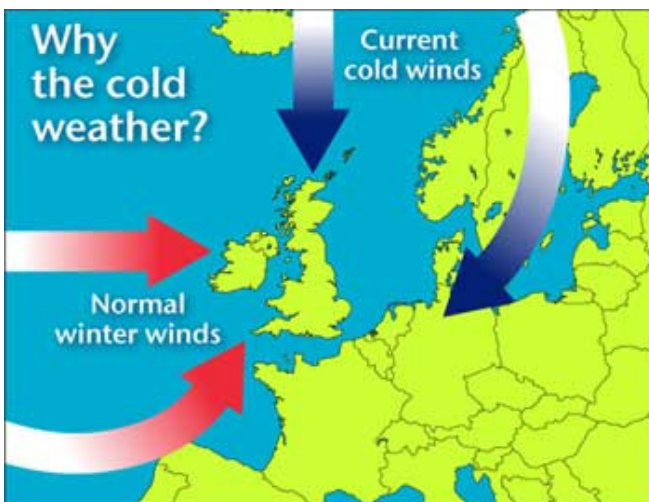 Why
the cold
weather?
Current
cold winds
Normal
winter winds